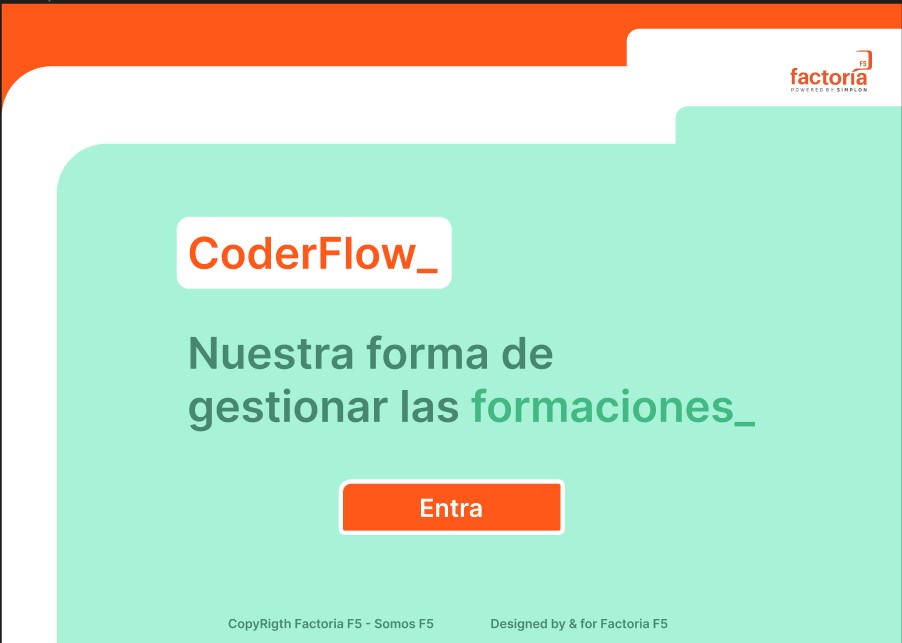 F5
factoría
POWERED BY SIMPLON
CoderFlow_
Nuestra forma de
gestionar las formaciones_
Entra
CopyRigth Factoria F5 - Somos F5
Designed by & for Factoria F5